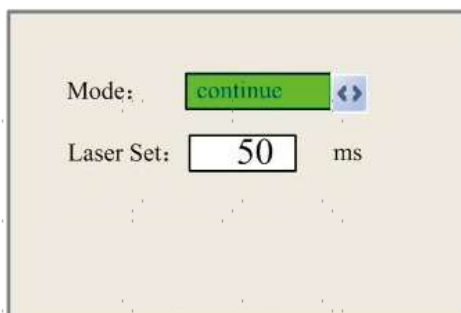 Mode： continue
Laser Set： 50 ms